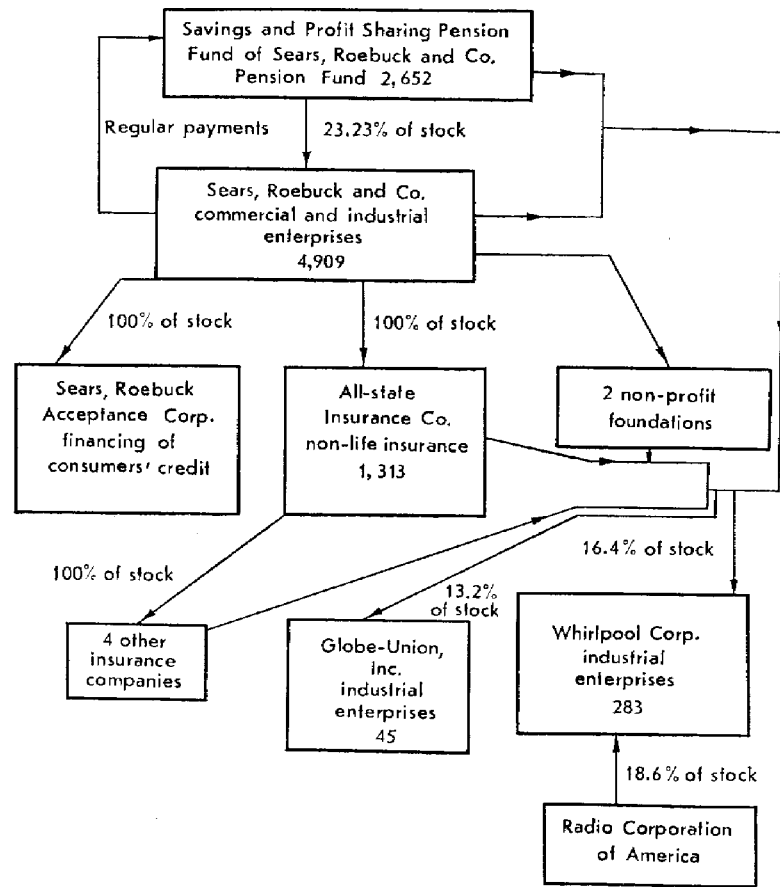 Savings and Profit Sharing Pension
Fund of Sears, Roebuck and Co.
Pension Fund 2,652
Regular payments
23.23% of stock
Sears, Roebuck and Co.
commercial and industrial
enterprises
4,909
100% of stock
100% of stock
Sears, Roebuck
Acceptance Corp.
financing of
consumers' credit
All-state
Insurance Co.
non-life insurance
1, 313
2 non-profit
foundations
100% of stock
13.2%
of stock
16.4% of stock
4 other
insurance
companies
Globe-Union,
Inc.
industrial
enterprises
45
Whirlpool Corp.
industrial
enterprises
283
18.6% of stock
Radio Corporation
of America